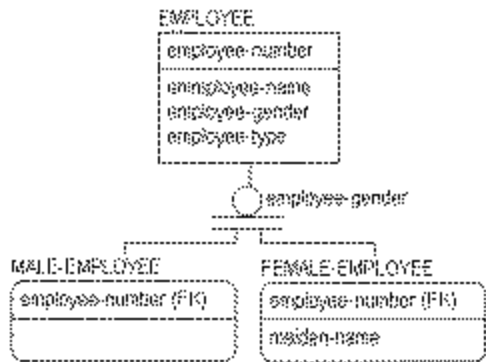 EMPLOYEE
employee-number
emmployee-name
employee-gender
employee-type
employee-gender
MALE-EMPLOYEE
employee-number (FK)
FEMALE-EMPLOYEE
employee-number (FK)
maiden-name